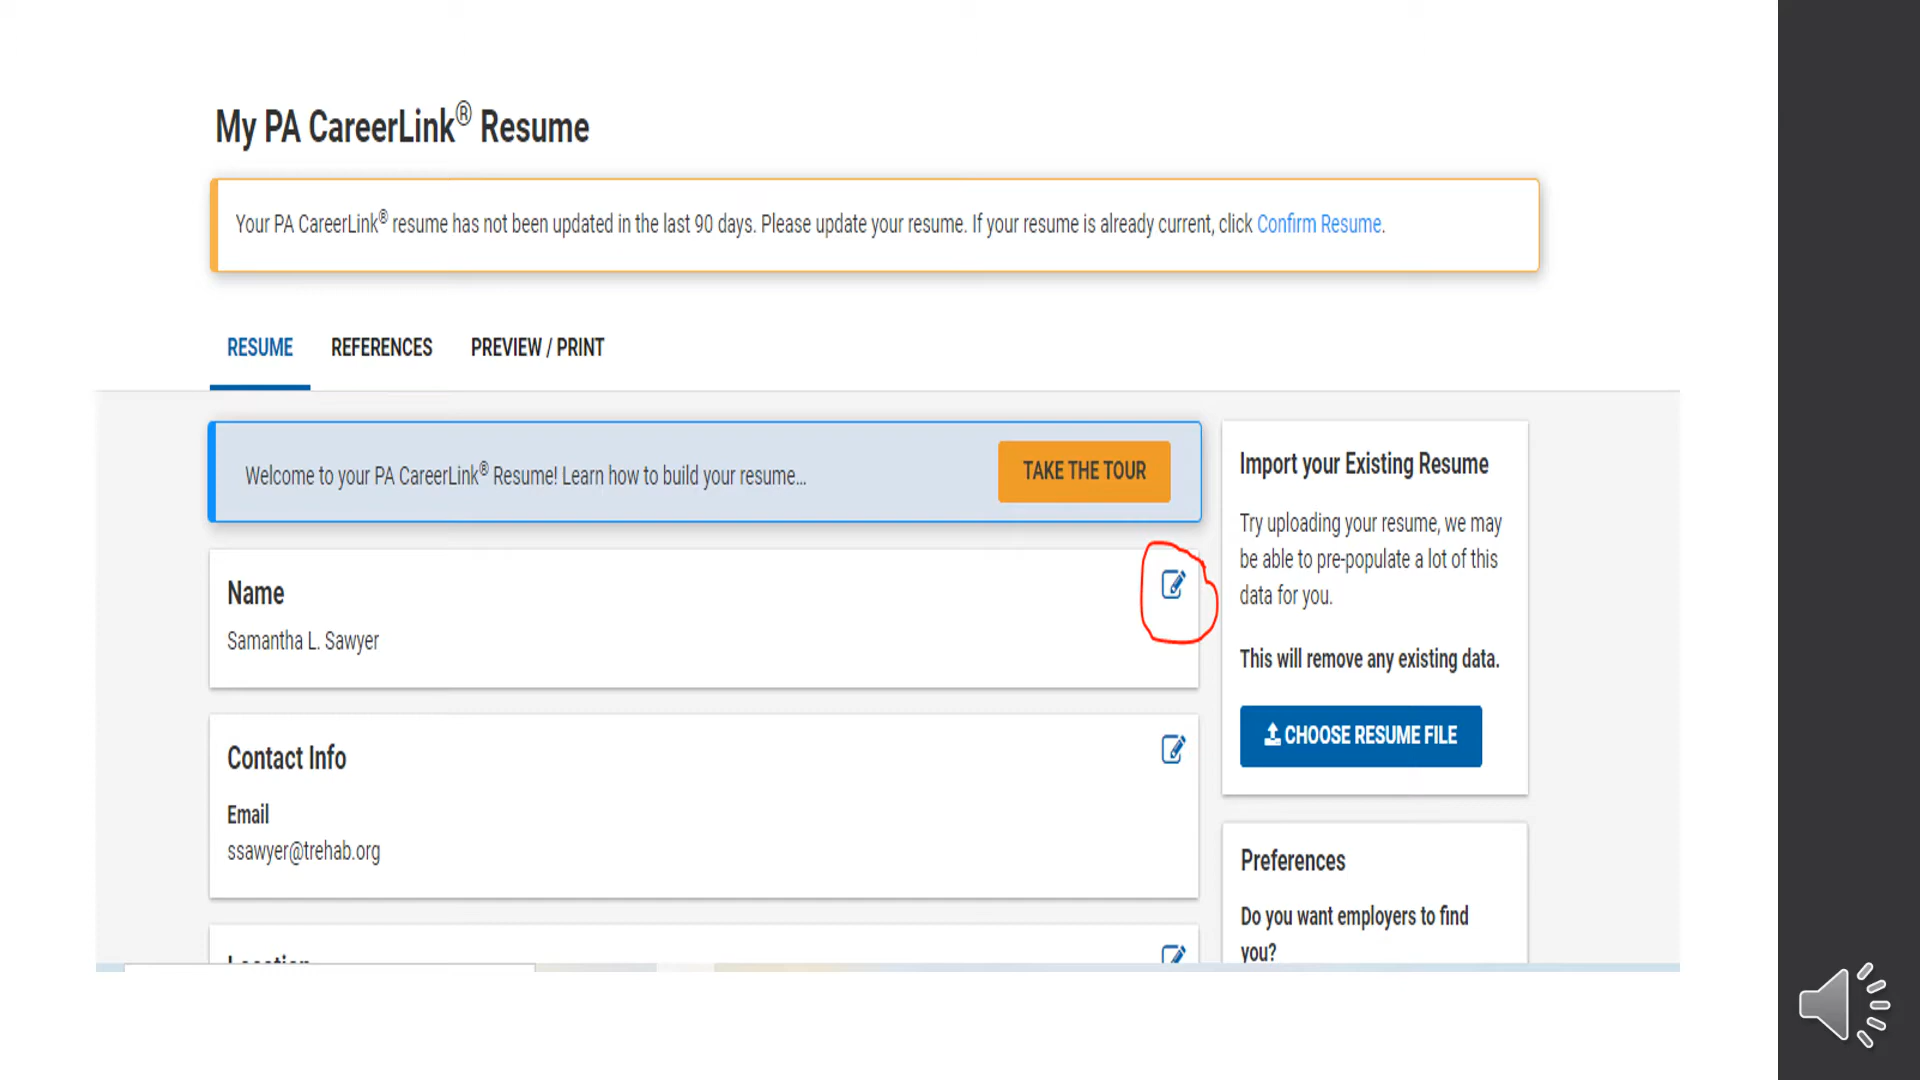 My PA CareerLink® Resume
Your PA CareerLink® resume has not been updated in the last 90 days. Please update your resume. If your resume is already current, click Confirm Resume.
RESUME REFERENCES PREVIEW / PRINT
Welcome to your PA CareerLink® Resume! Learn how to build your resume...
TAKE THE TOUR
Name
Samantha L. Sawyer
Contact Info
Email
ssawyer@trehab.org
Location
Import your Existing Resume
Try uploading your resume, we may
be able to pre-populate a lot of this
data for you.
This will remove any existing data.
CHOOSE RESUME FILE
Preferences
Do you want employers to find
you?